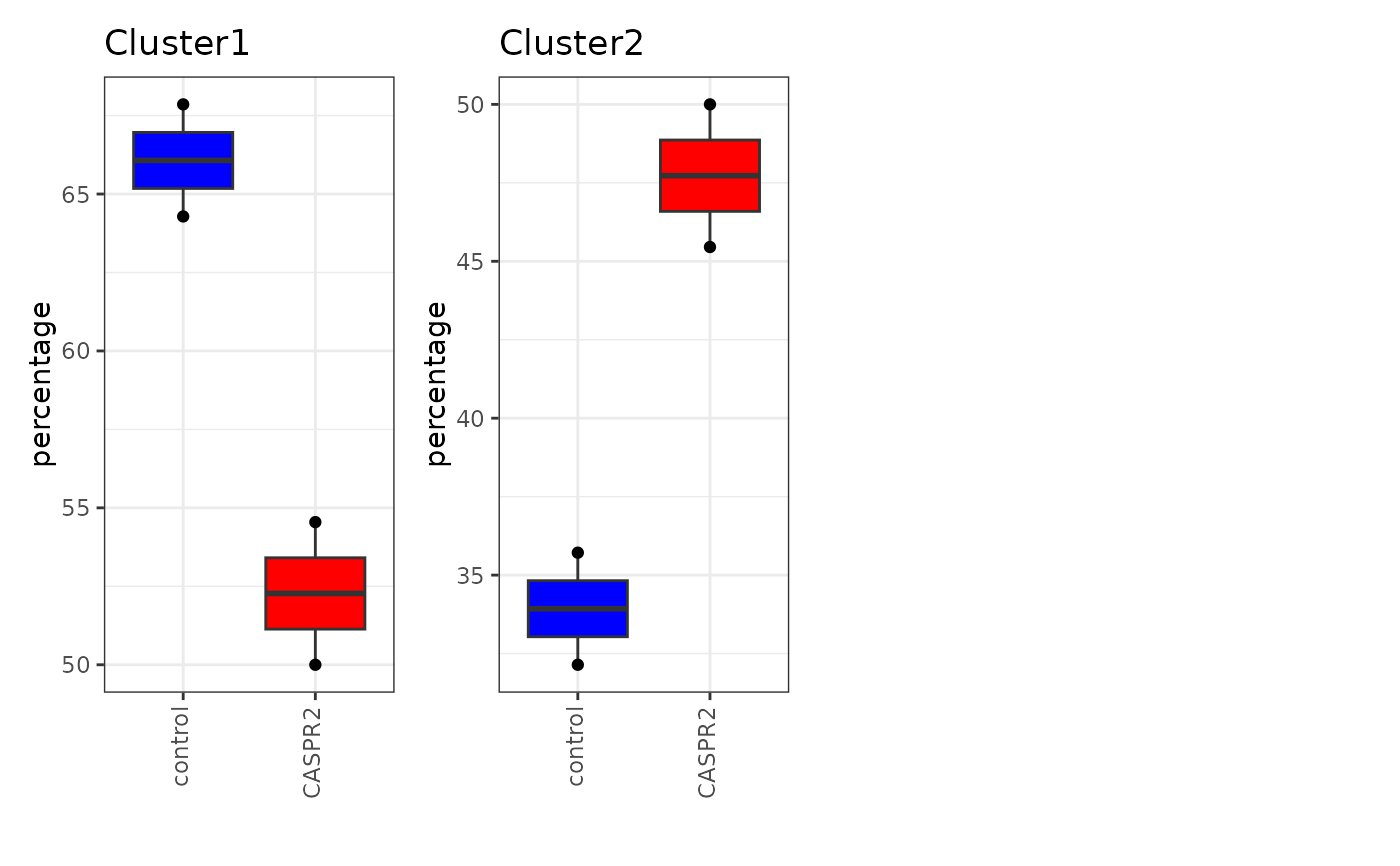 Cluster1
percentage
65
60
55
50
control
CASPR2
Cluster2
percentage
50
45
40
35
control
CASPR2